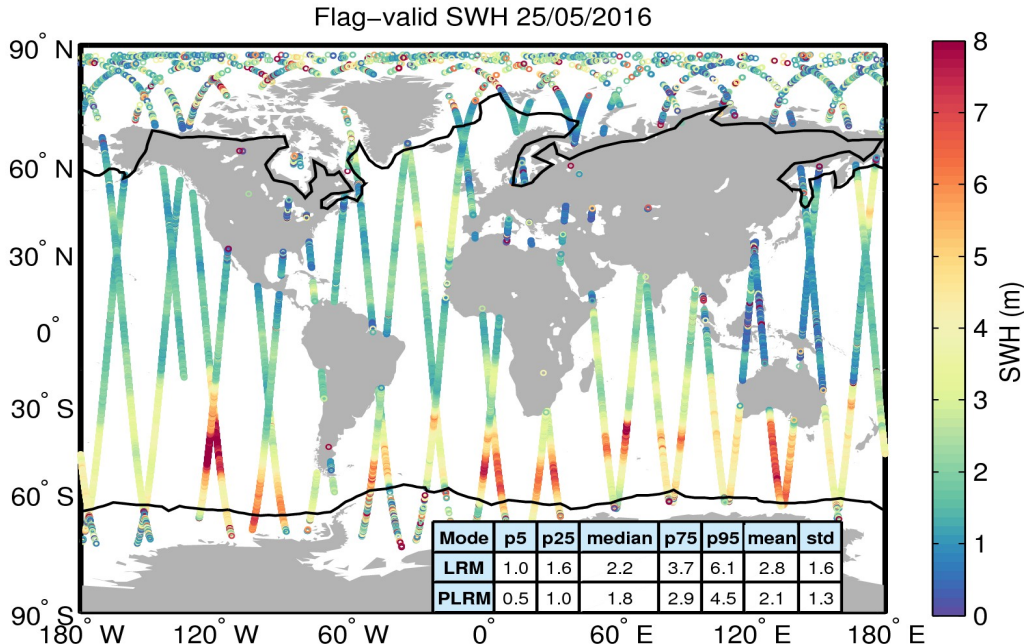 Flag−valid SWH 25/05/2016
90° N
60° N
30° N
0°
30° S
60° S
90° S
180° W
120° W
60° W
0°
60° E
120° E
180° E
8
7
6
5
4
3
2
1
0
SWH (m)
Mode p5 p25 median p75 p95 mean std
LRM 1.0 1.6 2.2 3.7 6.1 2.8 1.6
PLRM 0.5 1.0 1.8 2.9 4.5 2.1 1.3